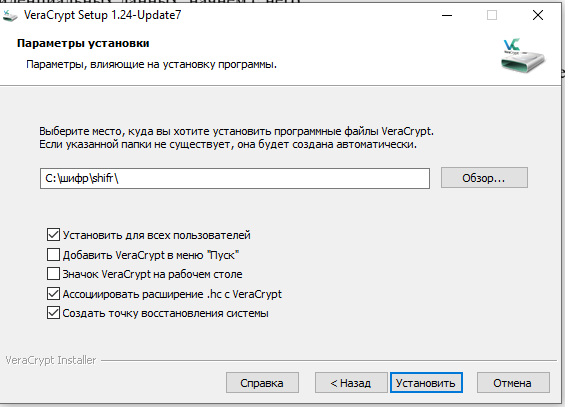 VeraCrypt Setup 1.24-Update7
Параметры установки
Параметры, влияющие на установку программы.
VC
Выберите место, куда вы хотите установить программные файлы VeraCrypt.
Если указанной папки не существует, она будет создана автоматически.
C:\шифр\shifr\
Обзор...
Установить для всех пользователей
Добавить VeraCrypt в меню "Пуск"
Значок VeraCrypt на рабочем столе
Ассоциировать расширение .hc с VeraCrypt
Создать точку восстановления системы
VeraCrypt Installer
Справка
< Назад
Установить
Отмена